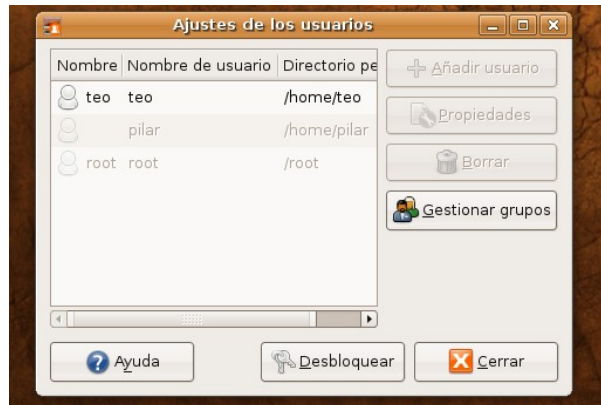 Ajustes de los usuarios
Nombre Nombre de usuario Directorio pe
teo teo /home/teo
pilar /home/pilar
root root /root
Añadir usuario
Propiedades
Borrar
Gestionar grupos
Ayuda Desbloquear Cerrar